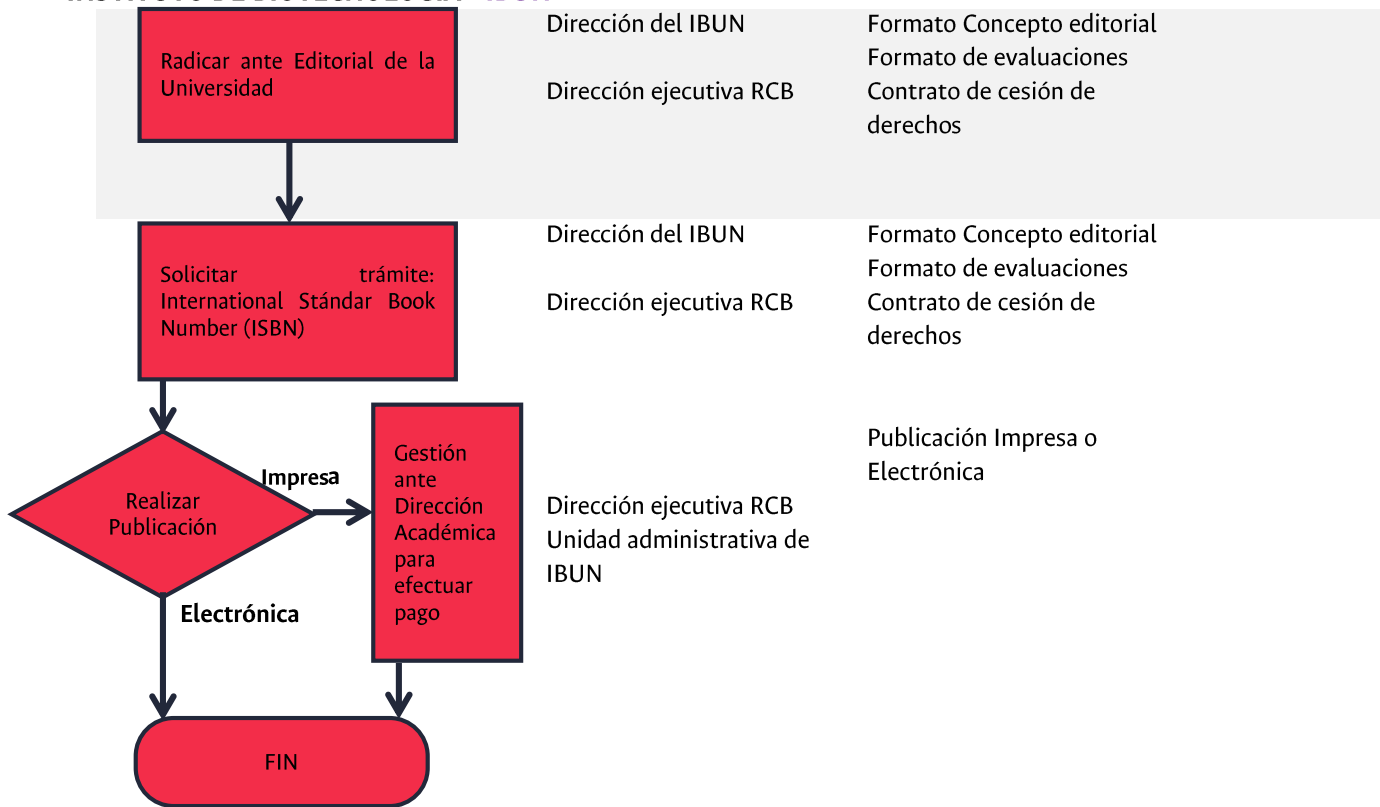 Radicar ante Editorial de la
Universidad
Dirección del IBUN
Dirección ejecutiva RCB
Formato Concepto editorial
Formato de evaluaciones
Contrato de cesión de
derechos
Solicitar trámite:
International Stándar Book
Number (ISBN)
Dirección del IBUN
Dirección ejecutiva RCB
Formato Concepto editorial
Formato de evaluaciones
Contrato de cesión de
derechos
Realizar
Publicación
Impresa
Electrónica
Gestión
ante
Dirección
Académica
para
efectuar
pago
Dirección ejecutiva RCB
Unidad administrativa de
IBUN
Publicación Impresa o
Electrónica
FIN